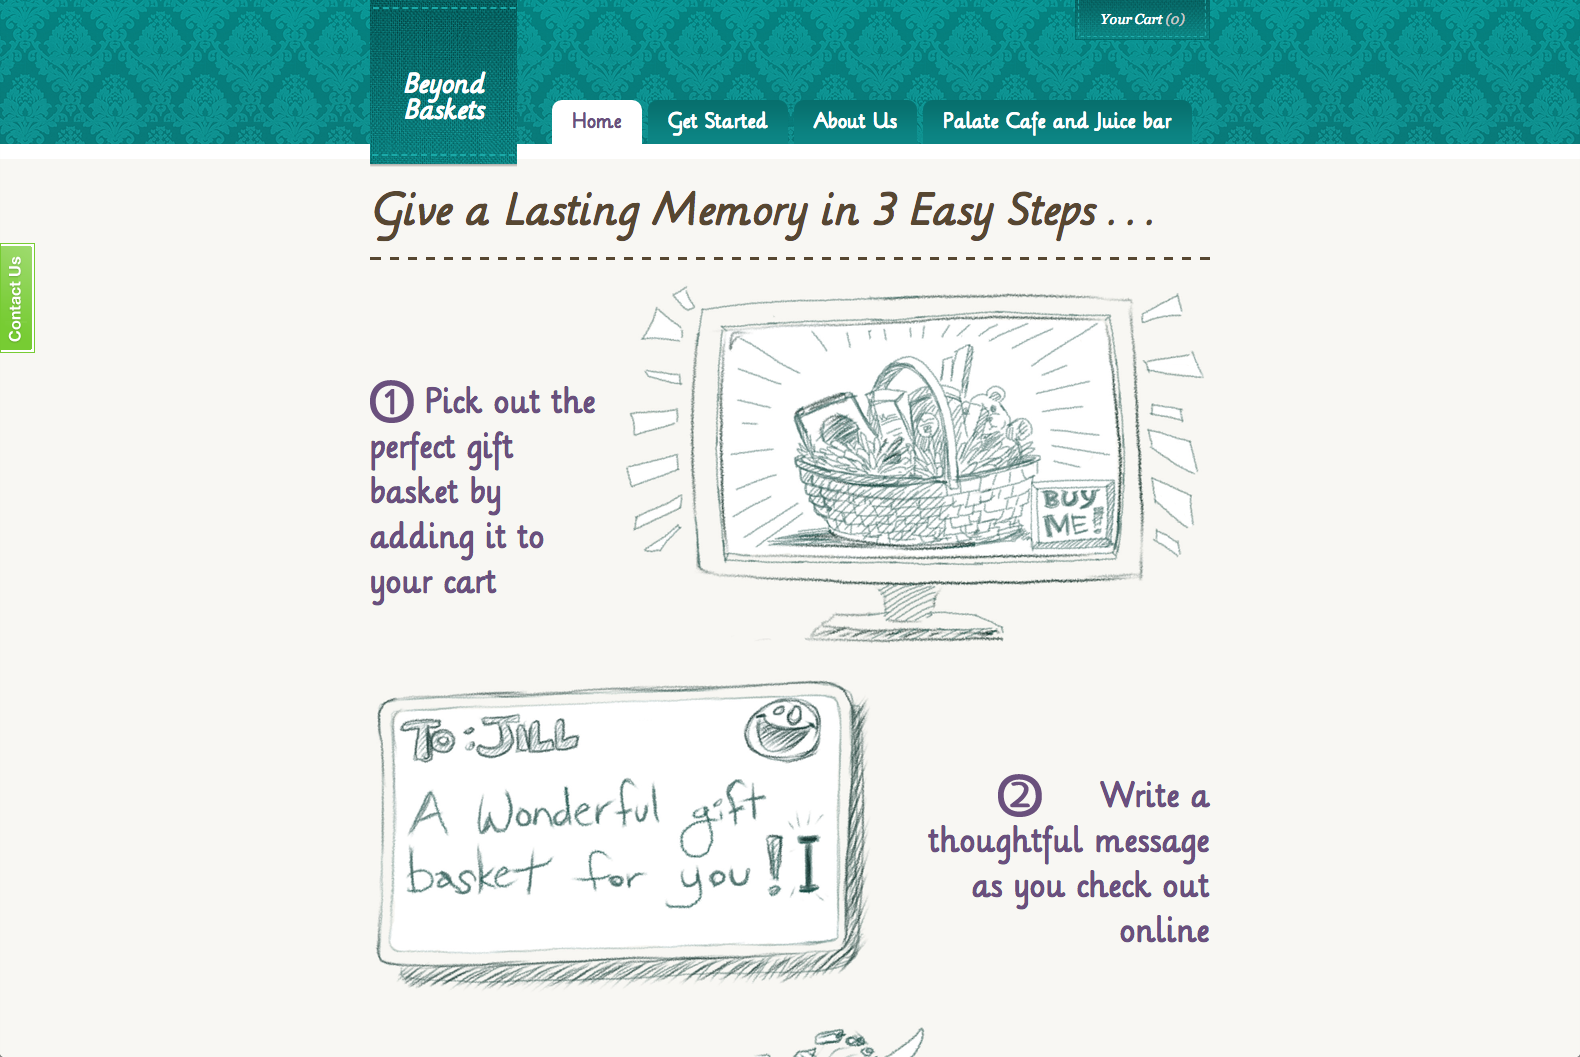 Your Cart (0)
Beyond
Baskets
Home
Get Started
About Us
Palate Cafe and Juice bar
Give a Lasting Memory in 3 Easy Steps . . .
Contact Us
1 Pick out the
perfect gift
basket by
adding it to
your cart
BUY
ME!
To: JILL
A Wonderful gift
basket for you!
2 Write a
thoughtful message
as you check out
online